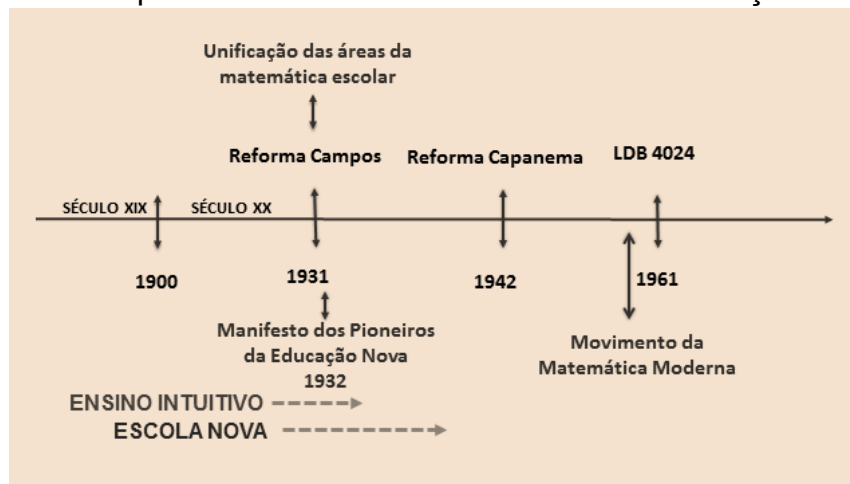 Unificação das áreas da
matemática escolar
Reforma Campos
Reforma Capanema
LDB 4024
SÉCULO XIX
SÉCULO XX
1900
1931
1942
1961
Manifesto dos Pioneiros
da Educação Nova
1932
Movimento da
Matemática Moderna
ENSINO INTUITIVO
ESCOLA NOVA